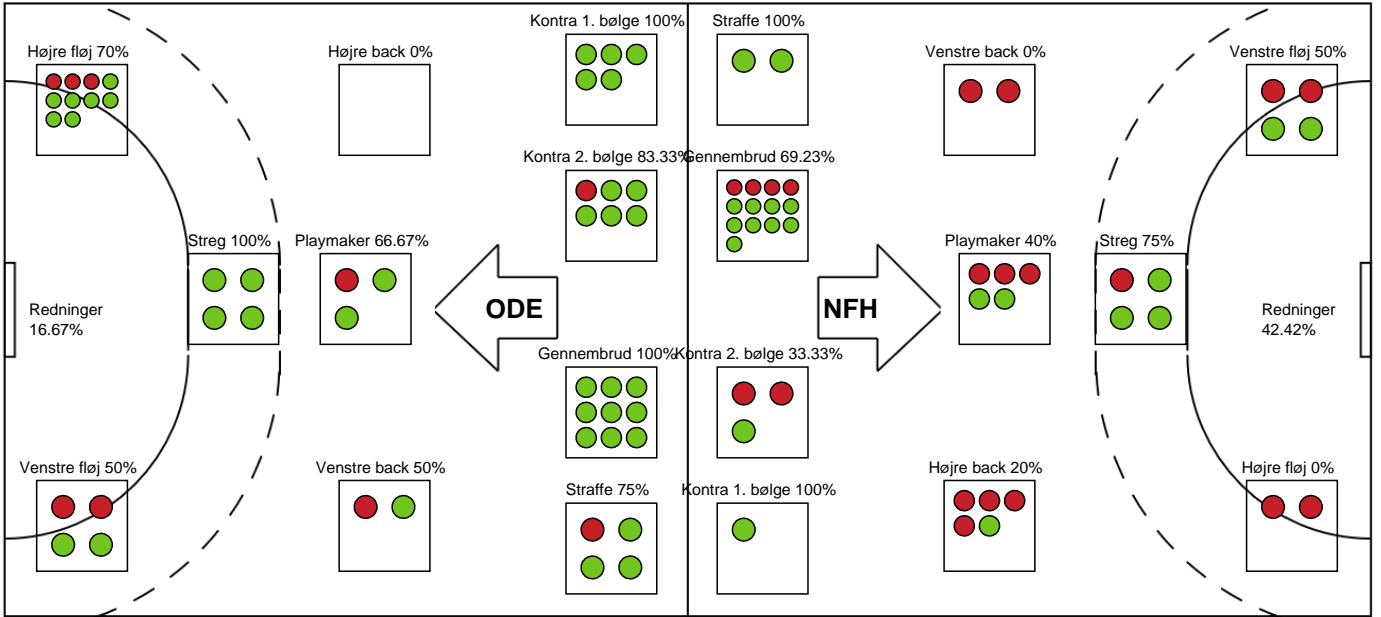 Kontra 1. bølge 100%
Straffe 100%
Højre fløj 70%
Højre back 0%
Venstre back 0%
Venstre fløj 50%
Kontra 2. bølge 83.33%
Gennembrud 69.23%
Streg 100%
Playmaker 66.67%
Playmaker 40%
Streg 75%
Redninger
16.67%
ODE
NFH
Redninger
42.42%
Gennembrud 100%
Kontra 2. bølge 33.33%
Venstre fløj 50%
Venstre back 50%
Straffe 75%
Kontra 1. bølge 100%
Højre back 20%
Højre fløj 0%